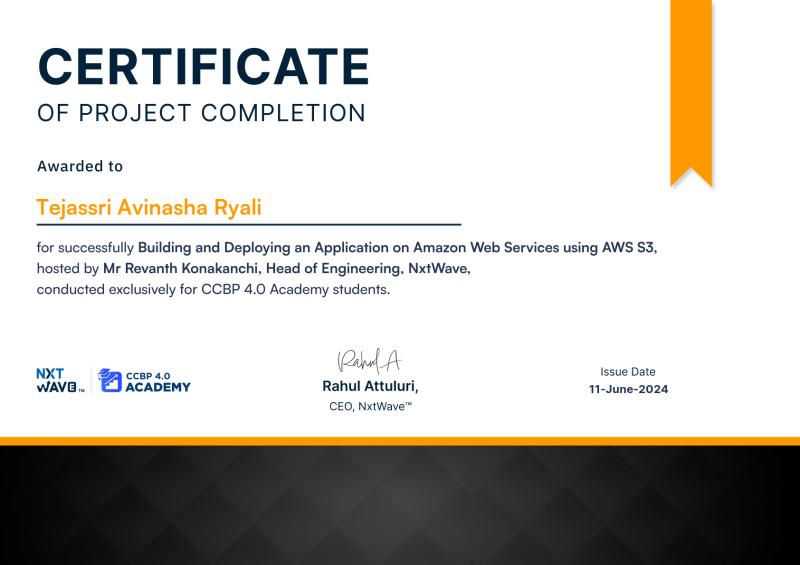 CERTIFICATE
OF PROJECT COMPLETION
Awarded to
Tejassri Avinasha Ryali
for successfully Building and Deploying an Application on Amazon Web Services using AWS S3,
hosted by Mr Revanth Konakanchi, Head of Engineering, NxtWave,
conducted exclusively for CCBP 4.0 Academy students.
Rahul A
NXT
WAVE™
CCBP 4.0
ACADEMY
Rahul Attuluri,
CEO, NxtWave™
Issue Date
11-June-2024